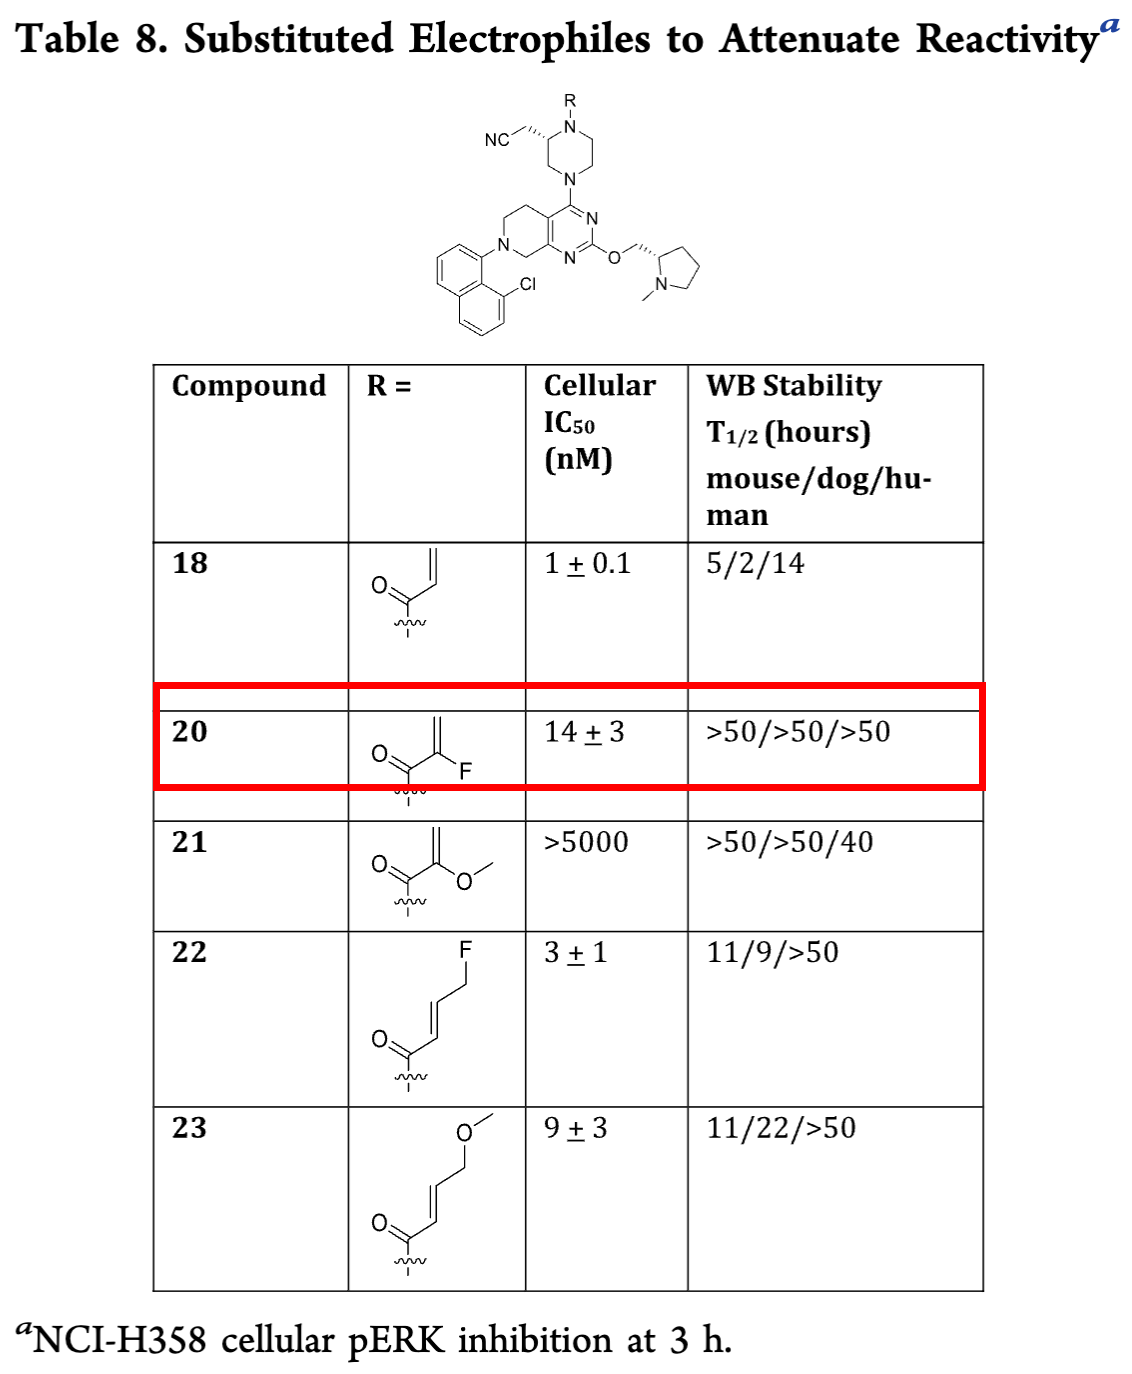 Table 8. Substituted Electrophiles to Attenuate Reactivityᵃ
R
N
NC
N
N
N
N
O
N
Cl
Compound R = Cellular IC₅₀ (nM) WB Stability T₁/₂ (hours) mouse/dog/hu-man
18 O 1 ± 0.1 5/2/14
20 O F 14 ± 3 >50/>50/>50
21 O O >5000 >50/>50/40
22 F O 3 ± 1 11/9/>50
23 O O 9 ± 3 11/22/>50
ᵃNCI-H358 cellular pERK inhibition at 3 h.